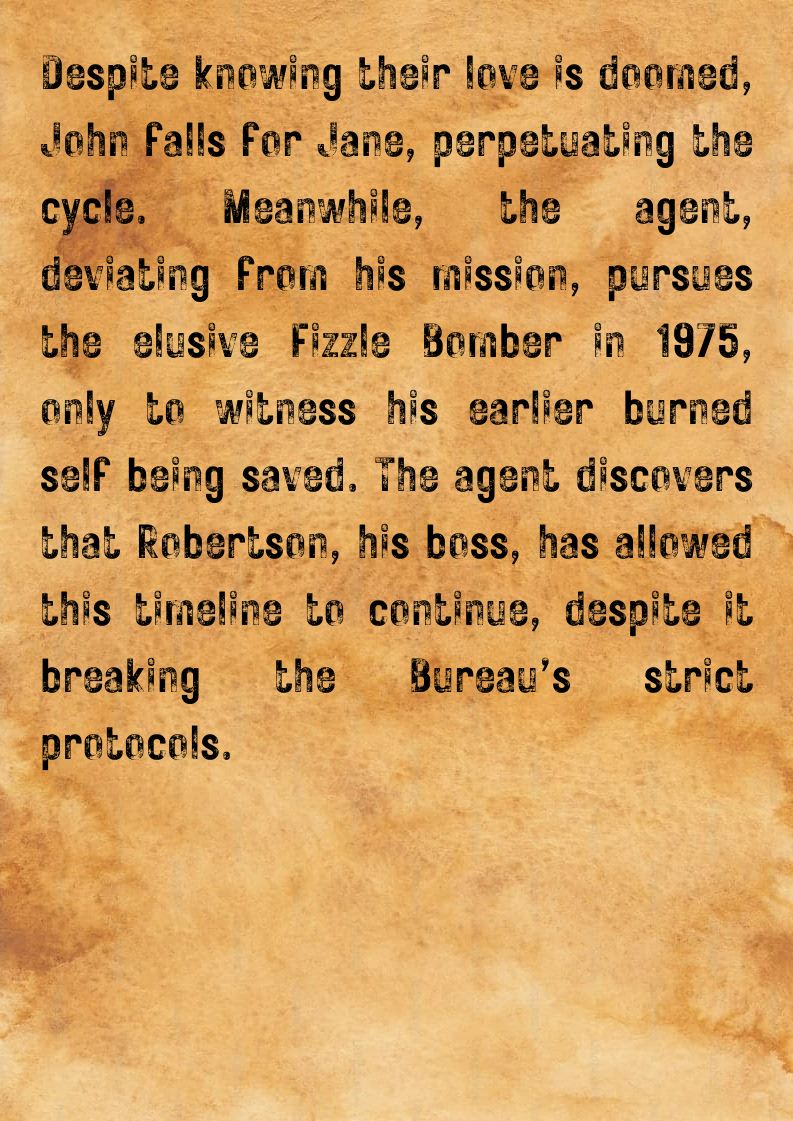 Despite knowing their love is doomed,
John falls for Jane, perpetuating the
cycle. Meanwhile, the agent,
deviating from his mission, pursues
the elusive Fizzle Bomber in 1975,
only to witness his earlier burned
self being saved. The agent discovers
that Robertson, his boss, has allowed
this timeline to continue, despite it
breaking the Bureau's strict
protocols.